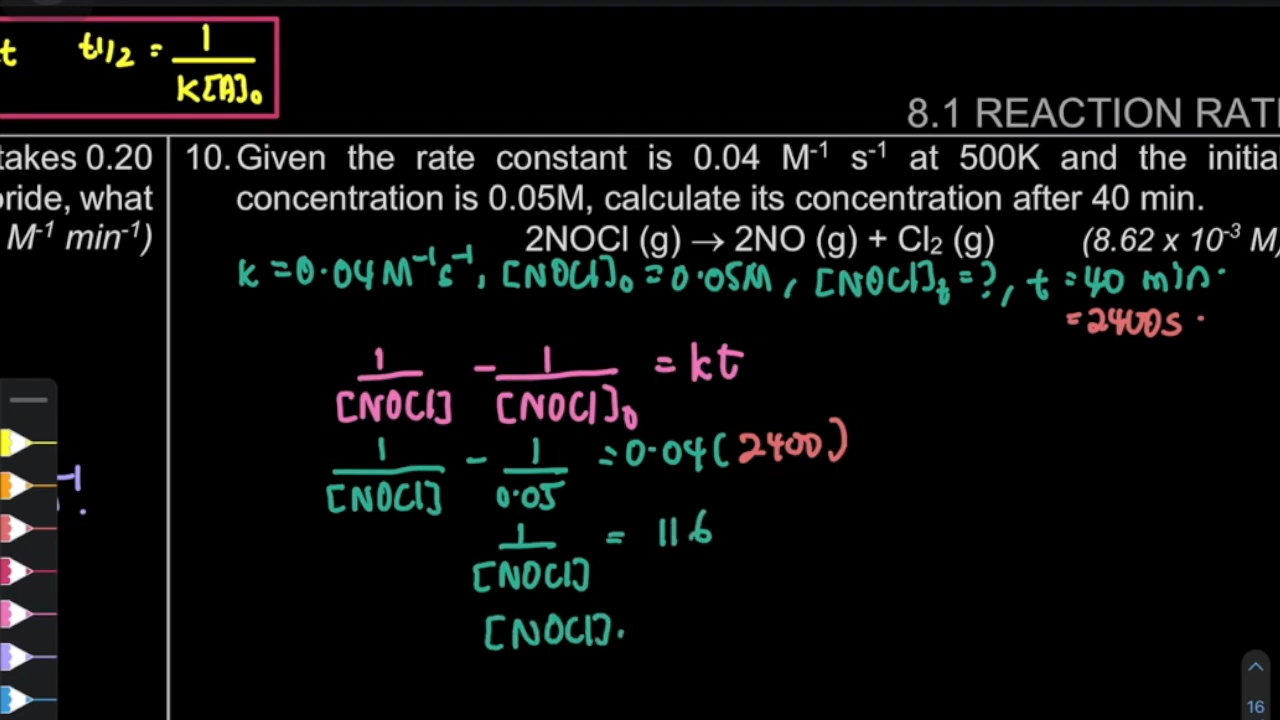 t t1/2 = 1/K[A]₀
8.1 REACTION RAT
takes 0.20
oride, what
M⁻¹ min⁻¹)
10. Given the rate constant is 0.04 M⁻¹ s⁻¹ at 500K and the initia
concentration is 0.05M, calculate its concentration after 40 min.
2NOCl (g) → 2NO (g) + Cl₂ (g) (8.62 x 10⁻³ M
k = 0.04 M⁻¹s⁻¹, [NOCl]₀ = 0.05M, [NOCl]t = ?, t = 40 min.
= 2400s.
1/[NOCl] - 1/[NOCl]₀ = kt
1/[NOCl] - 1/0.05 = 0.04(2400)
1/[NOCl] = 116
[NOCl].
-1
16